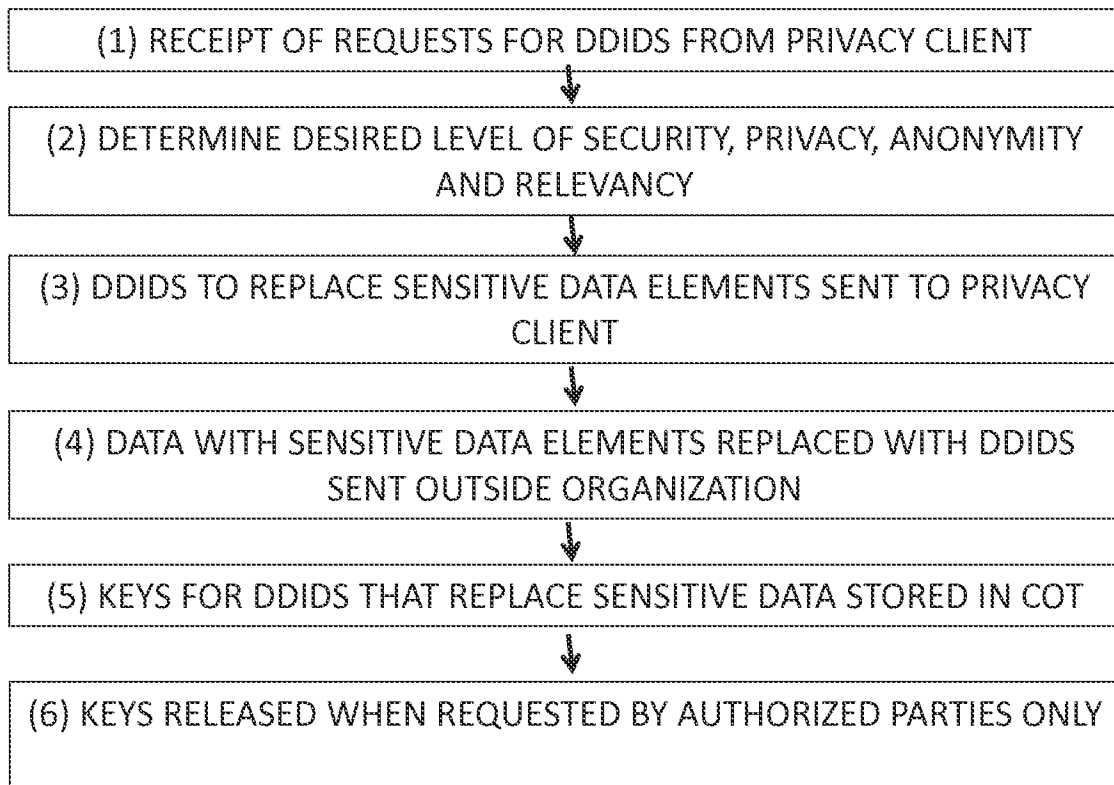 (1) RECEIPT OF REQUESTS FOR DDIDS FROM PRIVACY CLIENT
(2) DETERMINE DESIRED LEVEL OF SECURITY, PRIVACY, ANONYMITY
AND RELEVANCY
(3) DDIDS TO REPLACE SENSITIVE DATA ELEMENTS SENT TO PRIVACY
CLIENT
(4) DATA WITH SENSITIVE DATA ELEMENTS REPLACED WITH DDIDS
SENT OUTSIDE ORGANIZATION
(5) KEYS FOR DDIDS THAT REPLACE SENSITIVE DATA STORED IN COT
(6) KEYS RELEASED WHEN REQUESTED BY AUTHORIZED PARTIES ONLY